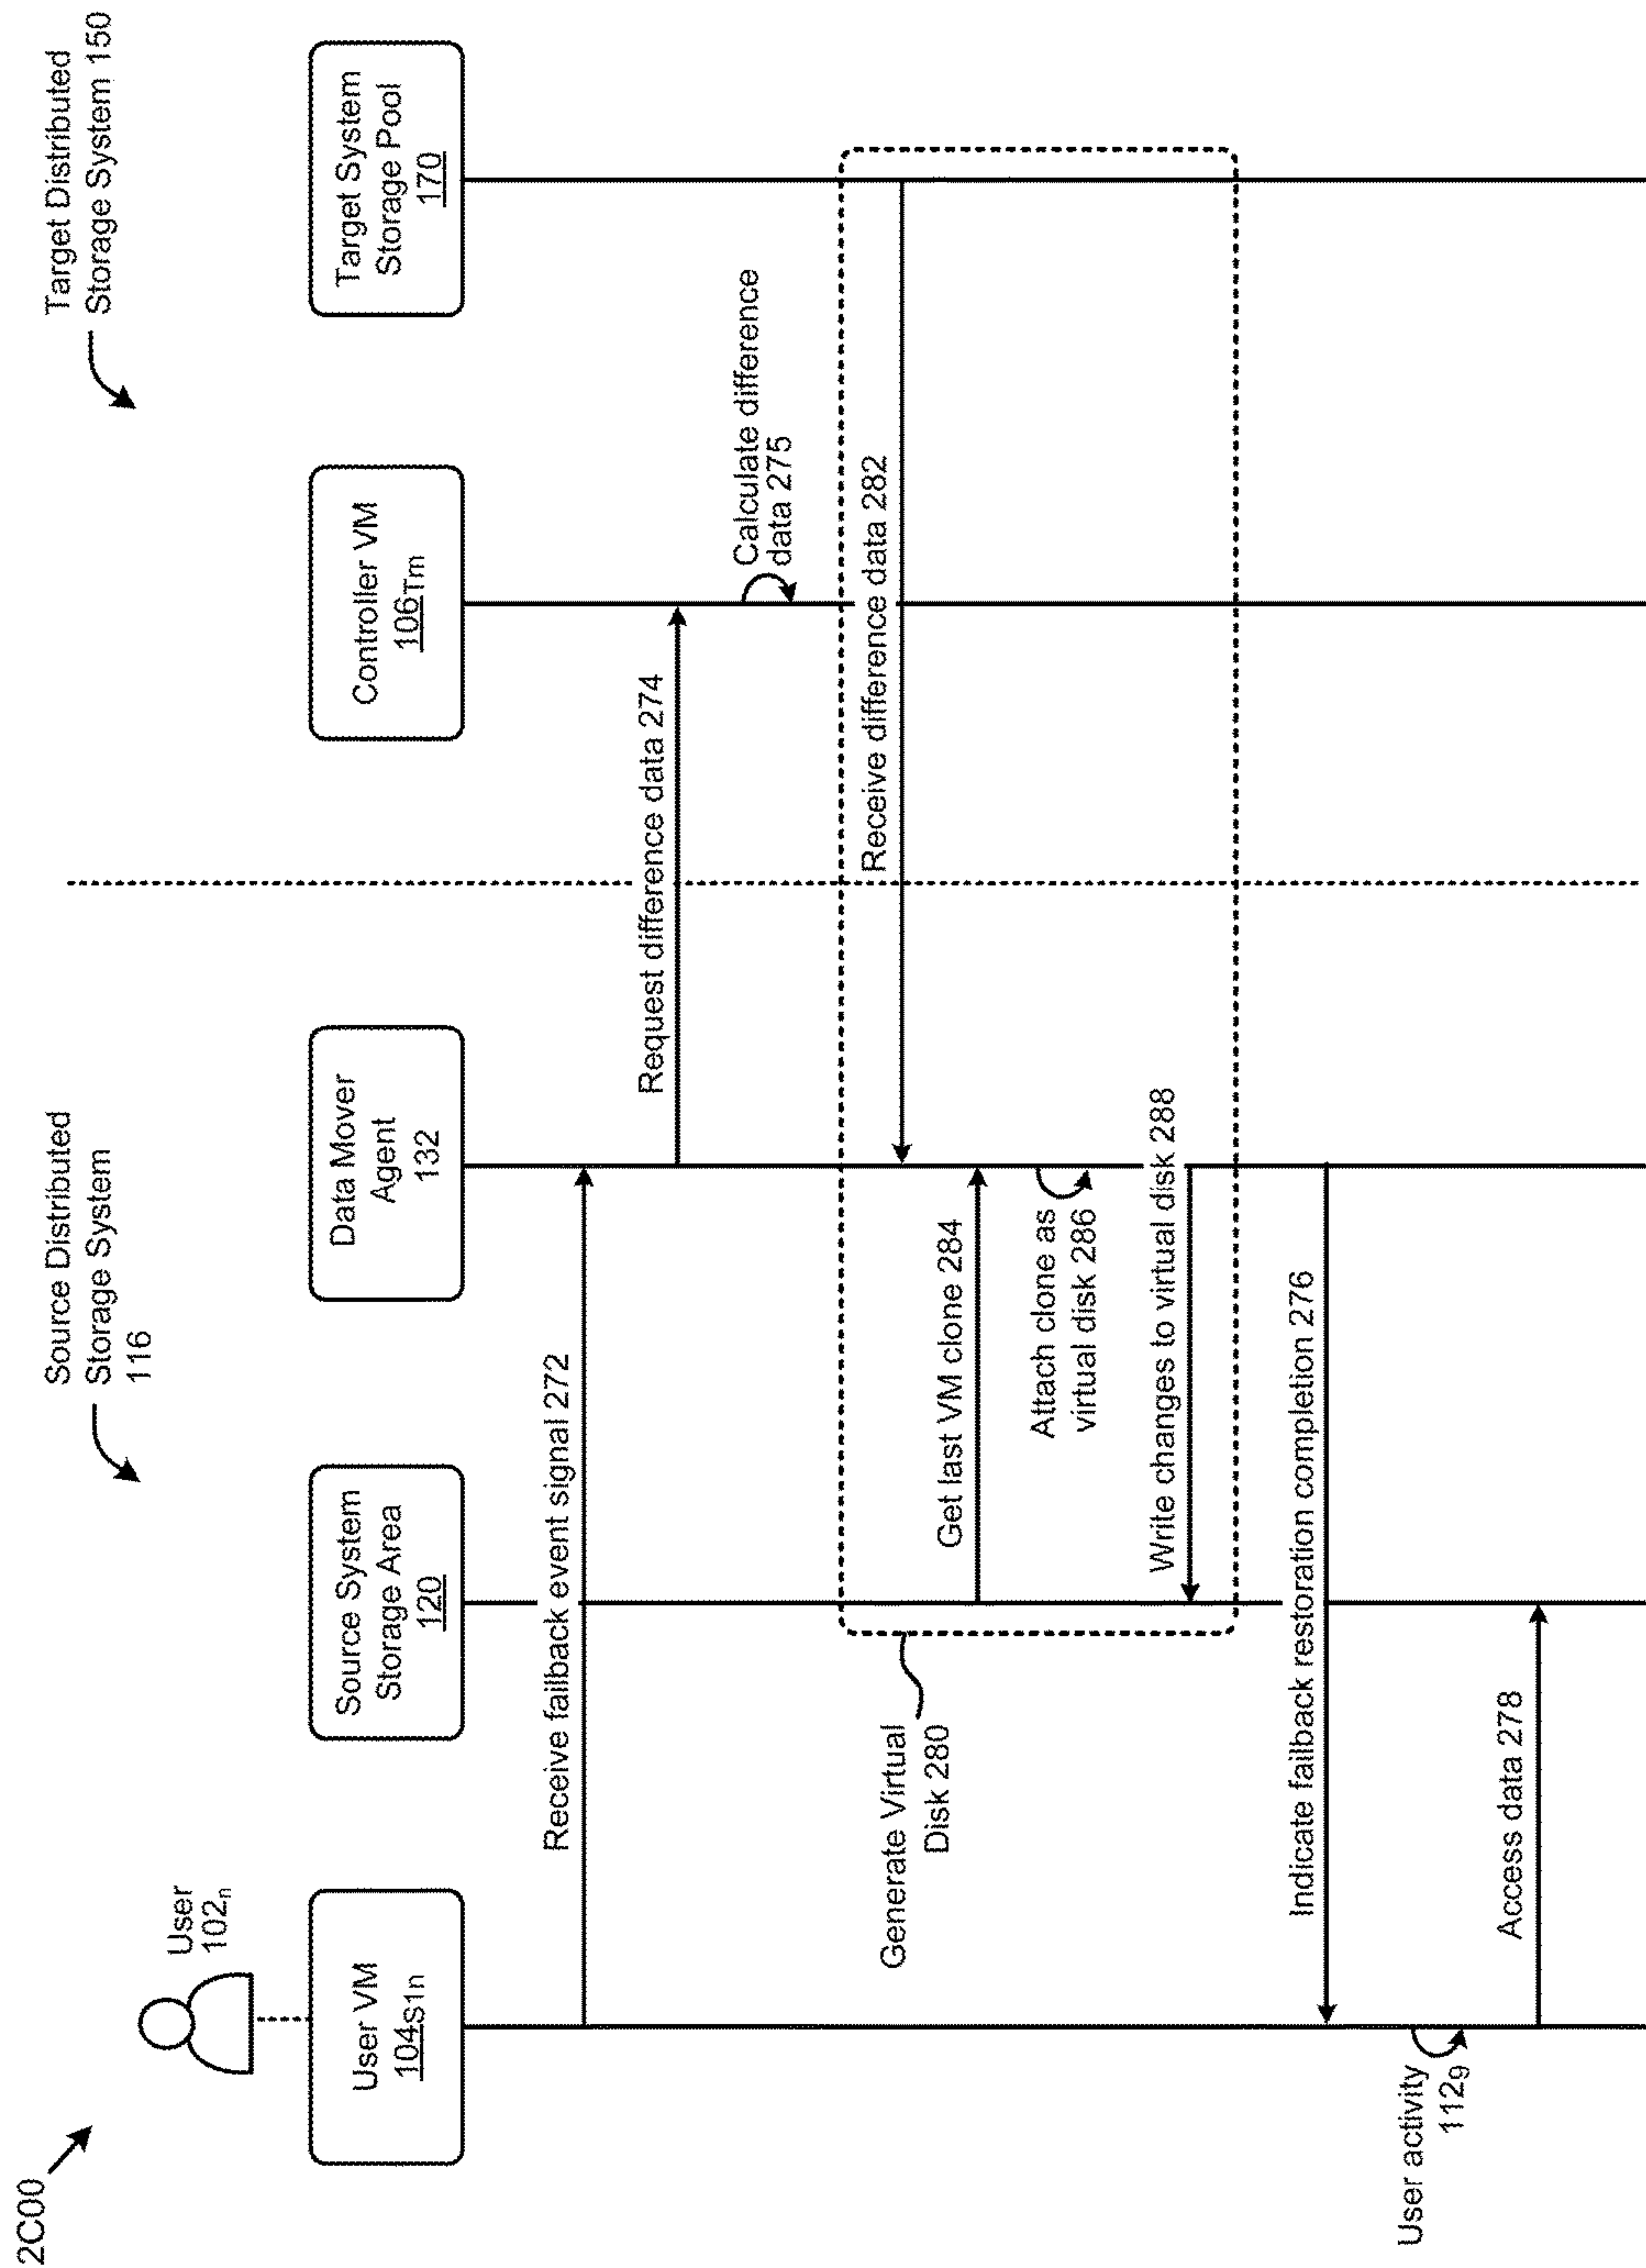 2C00
Source Distributed
Storage System
116
Target Distributed
Storage System 150
User
102n
User VM
104S1n
Source System
Storage Area
120
Data Mover
Agent
132
Controller VM
106Tm
Target System
Storage Pool
170
Receive failback event signal 272
Request difference data 274
Calculate difference
data 275
Generate Virtual
Disk 280
Receive difference data 282
Get last VM clone 284
Attach clone as
virtual disk 286
Write changes to virtual disk 288
Indicate failback restoration completion 276
User activity
1129
Access data 278